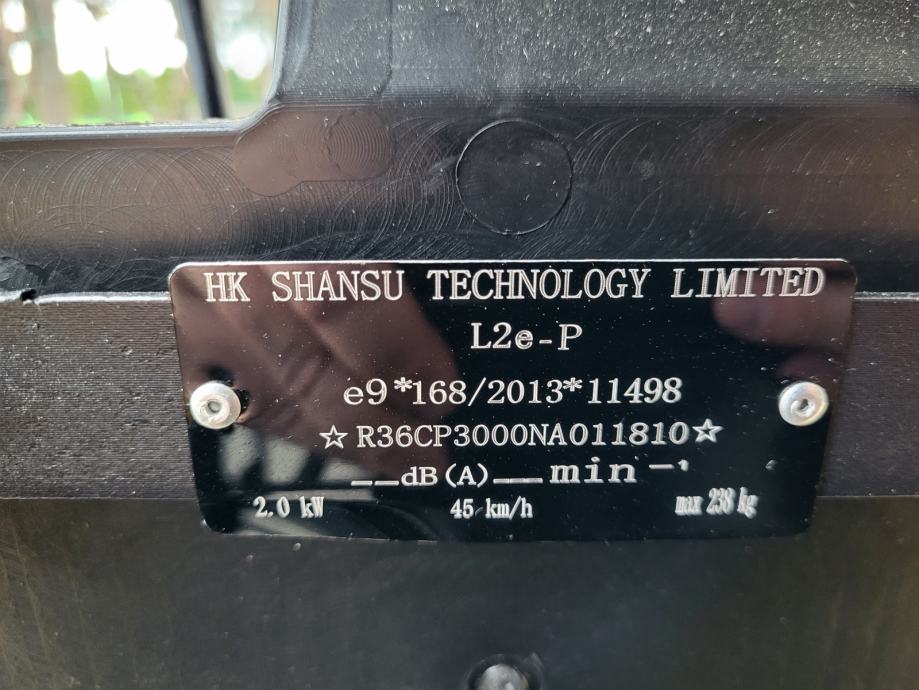 HK SHANSU TECHNOLOGY LIMITED
L2e-P
e9*168/2013*11498
☆R36CP3000NA011810☆
__dB(A)__min⁻¹
2.0 kW 45 km/h max 238 kg